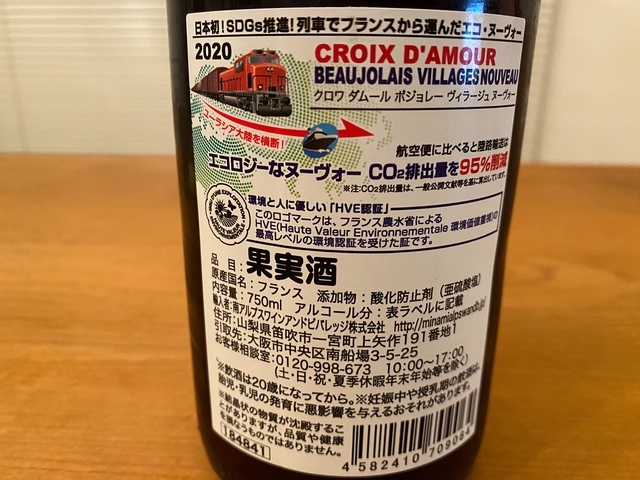 日本初！SDGs推進！列車でフランスから運んだエコ・ヌーヴォー
2020
CROIX D'AMOUR
BEAUJOLAIS VILLAGES NOUVEAU
クロワ ダムール ボジョレー ヴィラージュ ヌーヴォー
ユーラシア大陸を横断！
航空便に比べると陸路輸送は
エコロジーなヌーヴォー CO₂排出量を95%削減
※注:CO₂排出量は、一般公開文献等を基に算出しています。
環境と人に優しい「HVE認証」
このロゴマークは、フランス農水省による
HVE(Haute Valeur Environnementale 環境価値重視)の
最高レベルの環境認証を受けた証です。
品目：果実酒
原産国名：フランス 添加物：酸化防止剤（亜硫酸塩）
内容量：750ml アルコール分：表ラベルに記載
輸入者：南アルプスワインアンドビバレッジ株式会社 http://minamialpswandb.jp/
住所：山梨県笛吹市一宮町上矢作191番地1
引取先：大阪市中央区南船場3-5-25
お客様相談室：0120-998-673 10:00〜17:00
(土・日・祝・夏季休暇年末年始等を除く)
※飲酒は20歳になってから。※妊娠中や授乳期の飲酒は、
胎児・乳児の発育に悪影響を与えるおそれがあります。
※結晶状の物質が沈殿するこ
とがありますが、品質や健康
を損なうものではありません。
184841
4 582410 709084